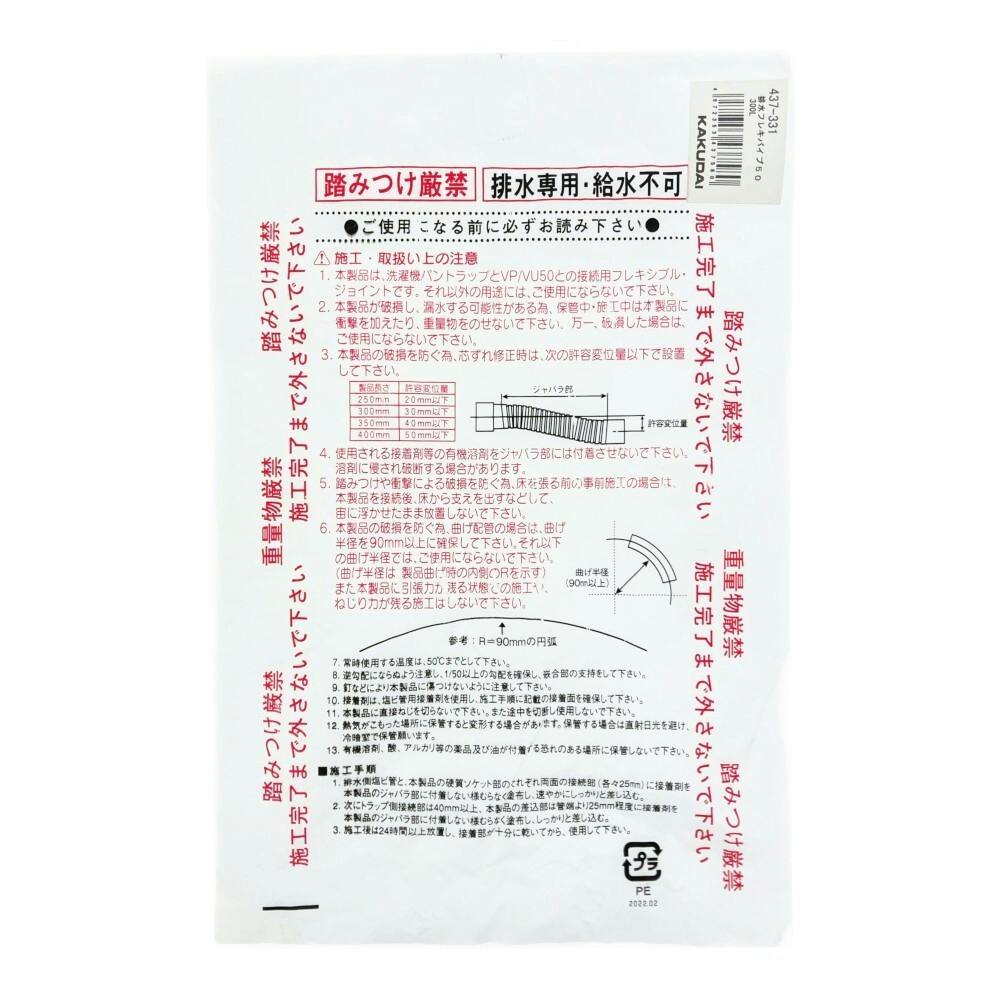 437-331
排水フレキパイプ50
300L
4972353437580
KAKUDAI
踏みつけ厳禁
排水専用・給水不可
●ご使用になる前に必ずお読み下さい●
⚠ 施工・取扱い上の注意
1. 本製品は、洗濯機パントラップとVP/VU50との接続用フレキシブル・
ジョイントです。それ以外の用途には、ご使用にならないで下さい。
2. 本製品が破損し、漏水する可能性がある為、保管中・施工中は本製品に
衝撃を加えたり、重量物をのせないで下さい。万一、破損した場合は、
ご使用にならないで下さい。
3. 本製品の破損を防ぐ為、芯ずれ修正時は、次の許容変位量以下で設置
して下さい。
製品長さ 許容変位量
250mm 20mm以下
300mm 30mm以下
350mm 40mm以下
400mm 50mm以下
ジャバラ部
許容変位量
4. 使用される接着剤等の有機溶剤をジャバラ部には付着させないで下さい。
溶剤に侵され破断する場合があります。
5. 踏みつけや衝撃による破損を防ぐ為、床を張る前の事前施工の場合は、
本製品を接続後、床から支えを出すなどして、
宙に浮かせたまま放置しないで下さい。
6. 本製品の破損を防ぐ為、曲げ配管の場合は、曲げ
半径を90mm以上に確保して下さい。それ以下
の曲げ半径では、ご使用にならないで下さい。
(曲げ半径は 製品曲げ時の内側のRを示す)
また本製品に引張力が残る状態での施工や、
ねじり力が残る施工はしないで下さい。
曲げ半径
(90mm以上)
参考：R＝90mmの円弧
7. 常時使用する温度は、50℃までとして下さい。
8. 逆勾配にならぬよう注意し、1/50以上の勾配を確保し、嵌合部の支持をして下さい。
9. 釘などにより本製品に傷つけないように注意して下さい。
10. 接着剤は、塩ビ管用接着剤を使用し、施工手順に記載の接着面を確保して下さい。
11. 本製品に直接ねじを切らないで下さい。また途中を切断し使用しないで下さい。
12. 熱気がこもった場所に保管すると変形する場合があります。保管する場合は直射日光を避け、
冷暗室で保管願います。
13. 有機溶剤、酸、アルカリ等の薬品及び油が付着する恐れのある場所に保管しないで下さい。
■施工手順
1. 排水側塩ビ管と、本製品の硬質ソケット部のそれぞれ両面の接続部（各々25mm）に接着剤を
本製品のジャバラ部に付着しない様むらなく塗布し、速やかにしっかりと差し込む。
2. 次にトラップ側接続部は40mm以上、本製品の差込部は管端より25mm程度に接着剤を
本製品のジャバラ部に付着しない様むらなく塗布し、しっかりと差し込む。
3. 施工後は24時間以上放置し、接着部が十分に乾いてから、使用して下さい。
プラ
PE
2022.02
踏みつけ厳禁
施工完了まで外さないで下さい
重量物厳禁
施工完了まで外さないで下さい
踏みつけ厳禁
施工完了まで外さないで下さい
踏みつけ厳禁
施工完了まで外さないで下さい
重量物厳禁
踏みつけ厳禁